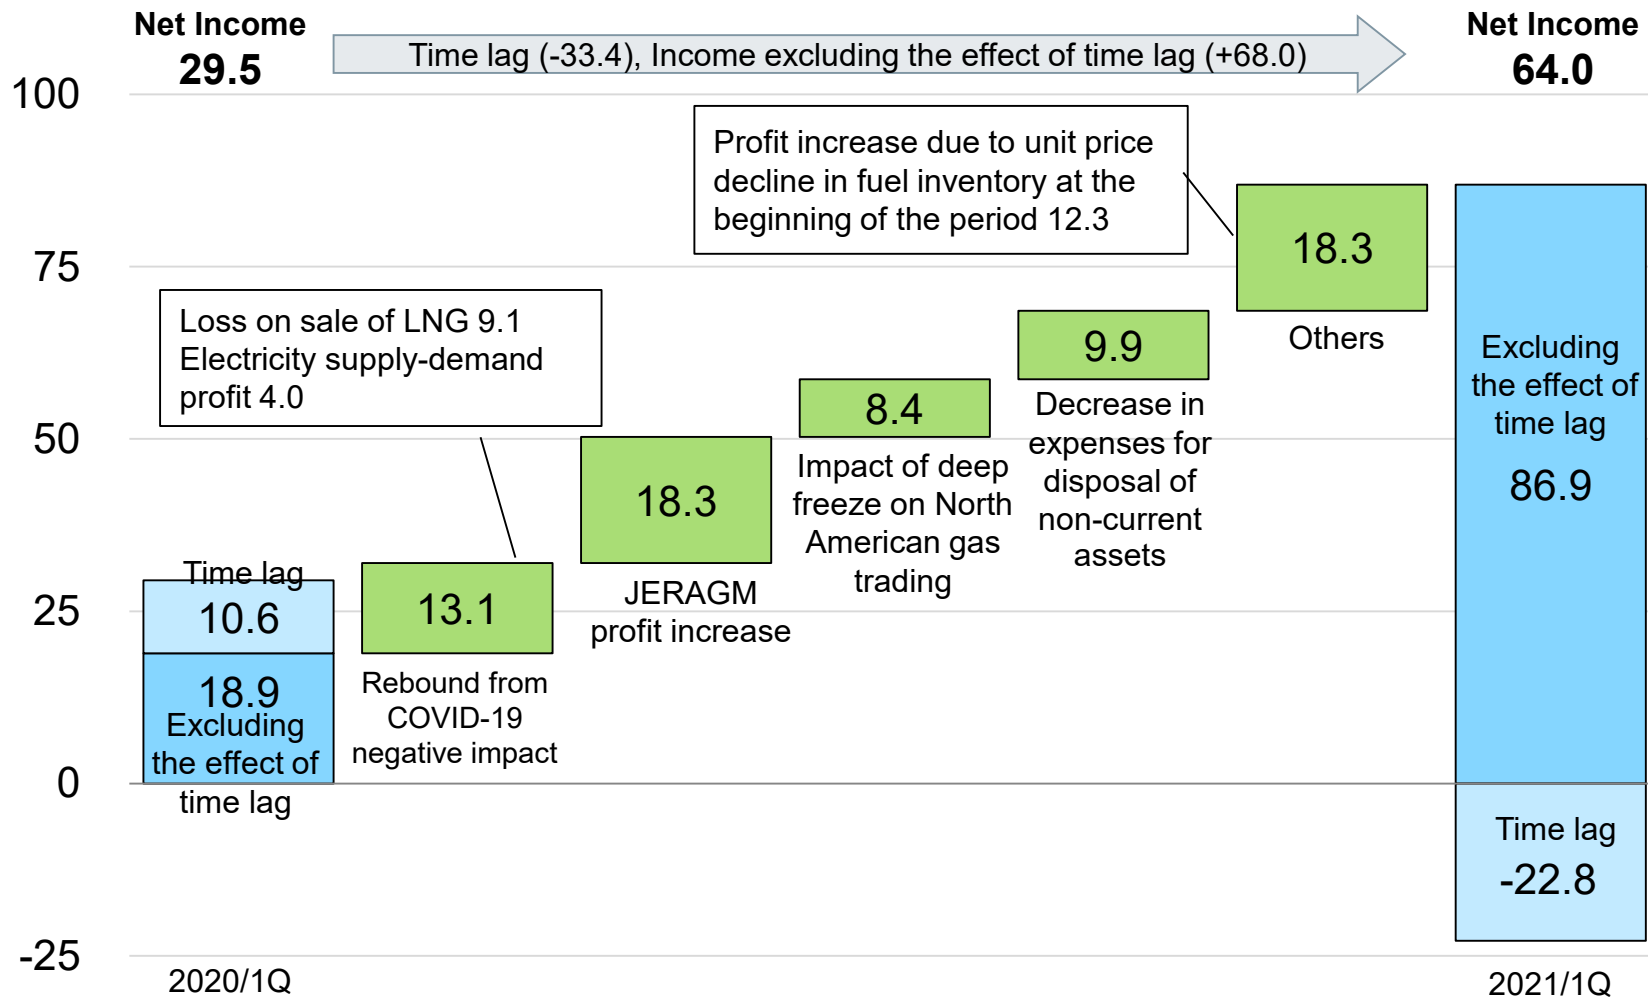 Net Income
29.5
Time lag (-33.4), Income excluding the effect of time lag (+68.0)
Net Income
64.0
100
75
50
25
0
-25
Profit increase due to unit price
decline in fuel inventory at the
beginning of the period 12.3
Loss on sale of LNG 9.1
Electricity supply-demand
profit 4.0
Time lag
10.6
18.9
Excluding
the effect of
time lag
13.1
Rebound from
COVID-19
negative impact
18.3
JERAGM
profit increase
8.4
Impact of deep
freeze on North
American gas
trading
9.9
Decrease in
expenses for
disposal of
non-current
assets
18.3
Others
Excluding
the effect of
time lag
86.9
Time lag
-22.8
2020/1Q
2021/1Q